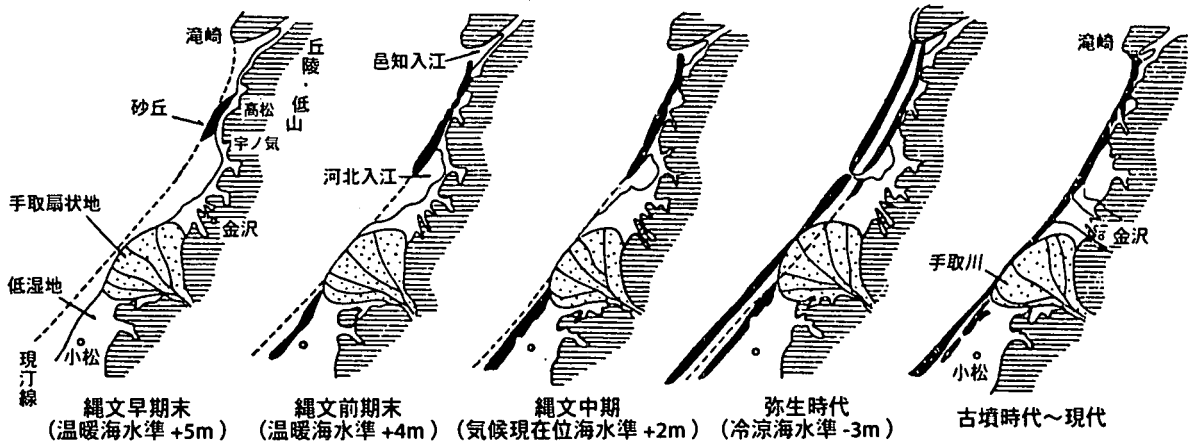 滝崎
丘陵・低山
砂丘
高松
宇ノ気
手取扇状地
金沢
低湿地
小松
現汀線
縄文早期末
(温暖海水準 +5m)
邑知入江
河北入江
縄文前期末
(温暖海水準 +4m)
縄文中期
(気候現在位海水準 +2m)
弥生時代
(冷涼海水準 -3m)
滝崎
金沢
手取川
小松
古墳時代～現代